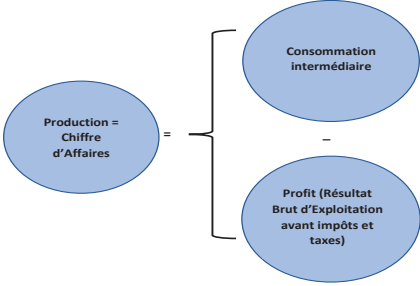 Production =
Chiffre
d'Affaires
=
Consommation
intermédiaire
–
Profit (Résultat
Brut d'Exploitation
avant impôts et
taxes)